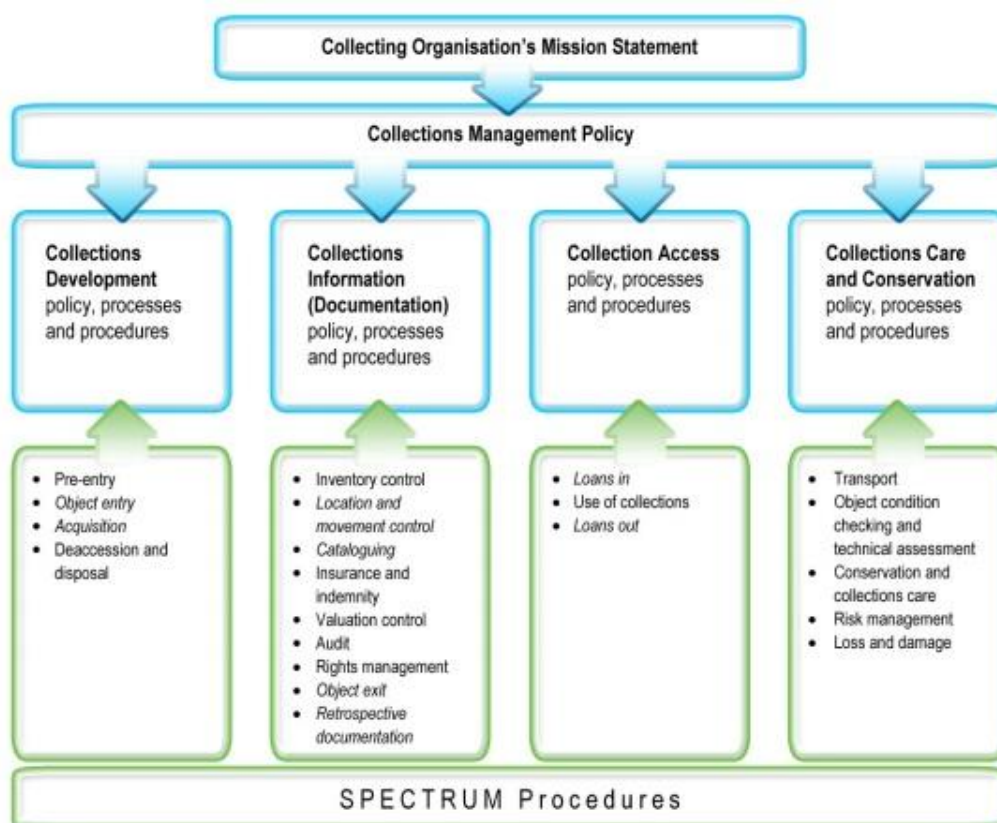 Collecting Organisation's Mission Statement
Collections Management Policy
Collections
Development
policy, processes
and procedures
Collections
Information
(Documentation)
policy, processes
and procedures
Collection Access
policy, processes
and procedures
Collections Care
and Conservation
policy, processes
and procedures
• Pre-entry
• Object entry
• Acquisition
• Deaccession and
disposal
• Inventory control
• Location and
movement control
• Cataloguing
• Insurance and
indemnity
• Valuation control
• Audit
• Rights management
• Object exit
• Retrospective
documentation
• Loans in
• Use of collections
• Loans out
• Transport
• Object condition
checking and
technical assessment
• Conservation and
collections care
• Risk management
• Loss and damage
SPECTRUM Procedures